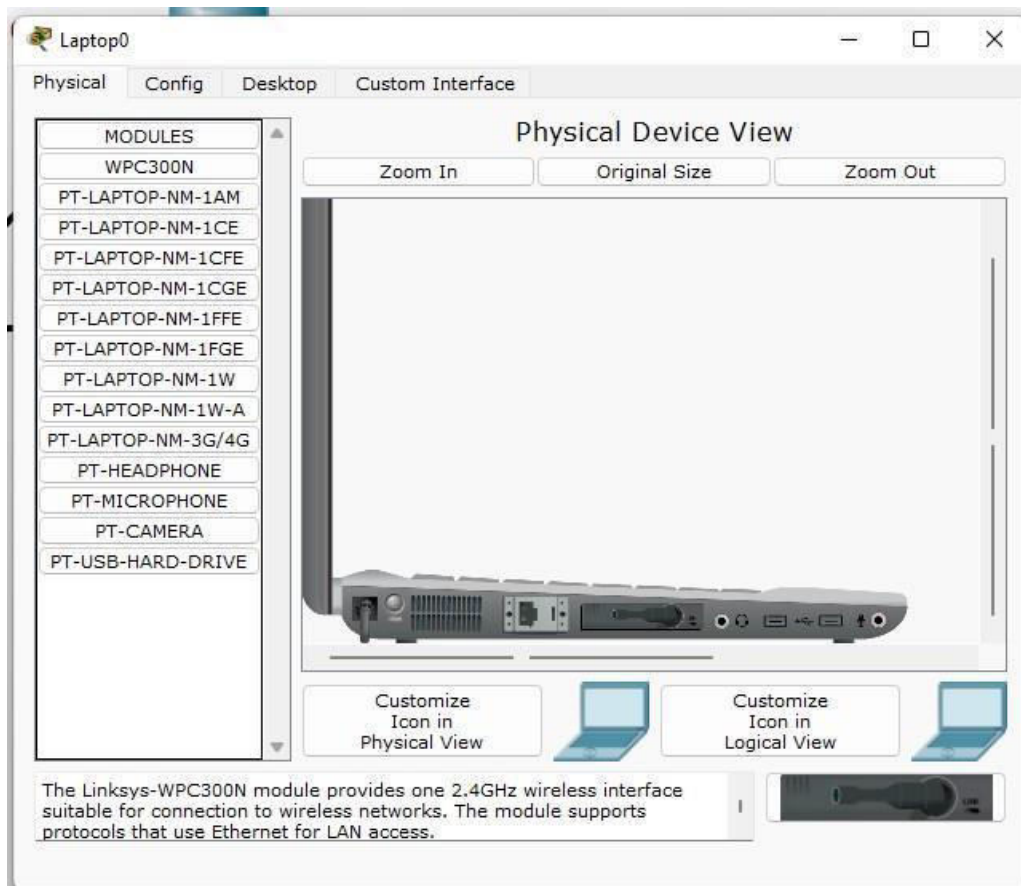 Laptop0
Physical Config Desktop Custom Interface
MODULES
WPC300N
PT-LAPTOP-NM-1AM
PT-LAPTOP-NM-1CE
PT-LAPTOP-NM-1CFE
PT-LAPTOP-NM-1CGE
PT-LAPTOP-NM-1FFE
PT-LAPTOP-NM-1FGE
PT-LAPTOP-NM-1W
PT-LAPTOP-NM-1W-A
PT-LAPTOP-NM-3G/4G
PT-HEADPHONE
PT-MICROPHONE
PT-CAMERA
PT-USB-HARD-DRIVE
Physical Device View
Zoom In Original Size Zoom Out
Customize
Icon in
Physical View
Customize
Icon in
Logical View
The Linksys-WPC300N module provides one 2.4GHz wireless interface
suitable for connection to wireless networks. The module supports
protocols that use Ethernet for LAN access.